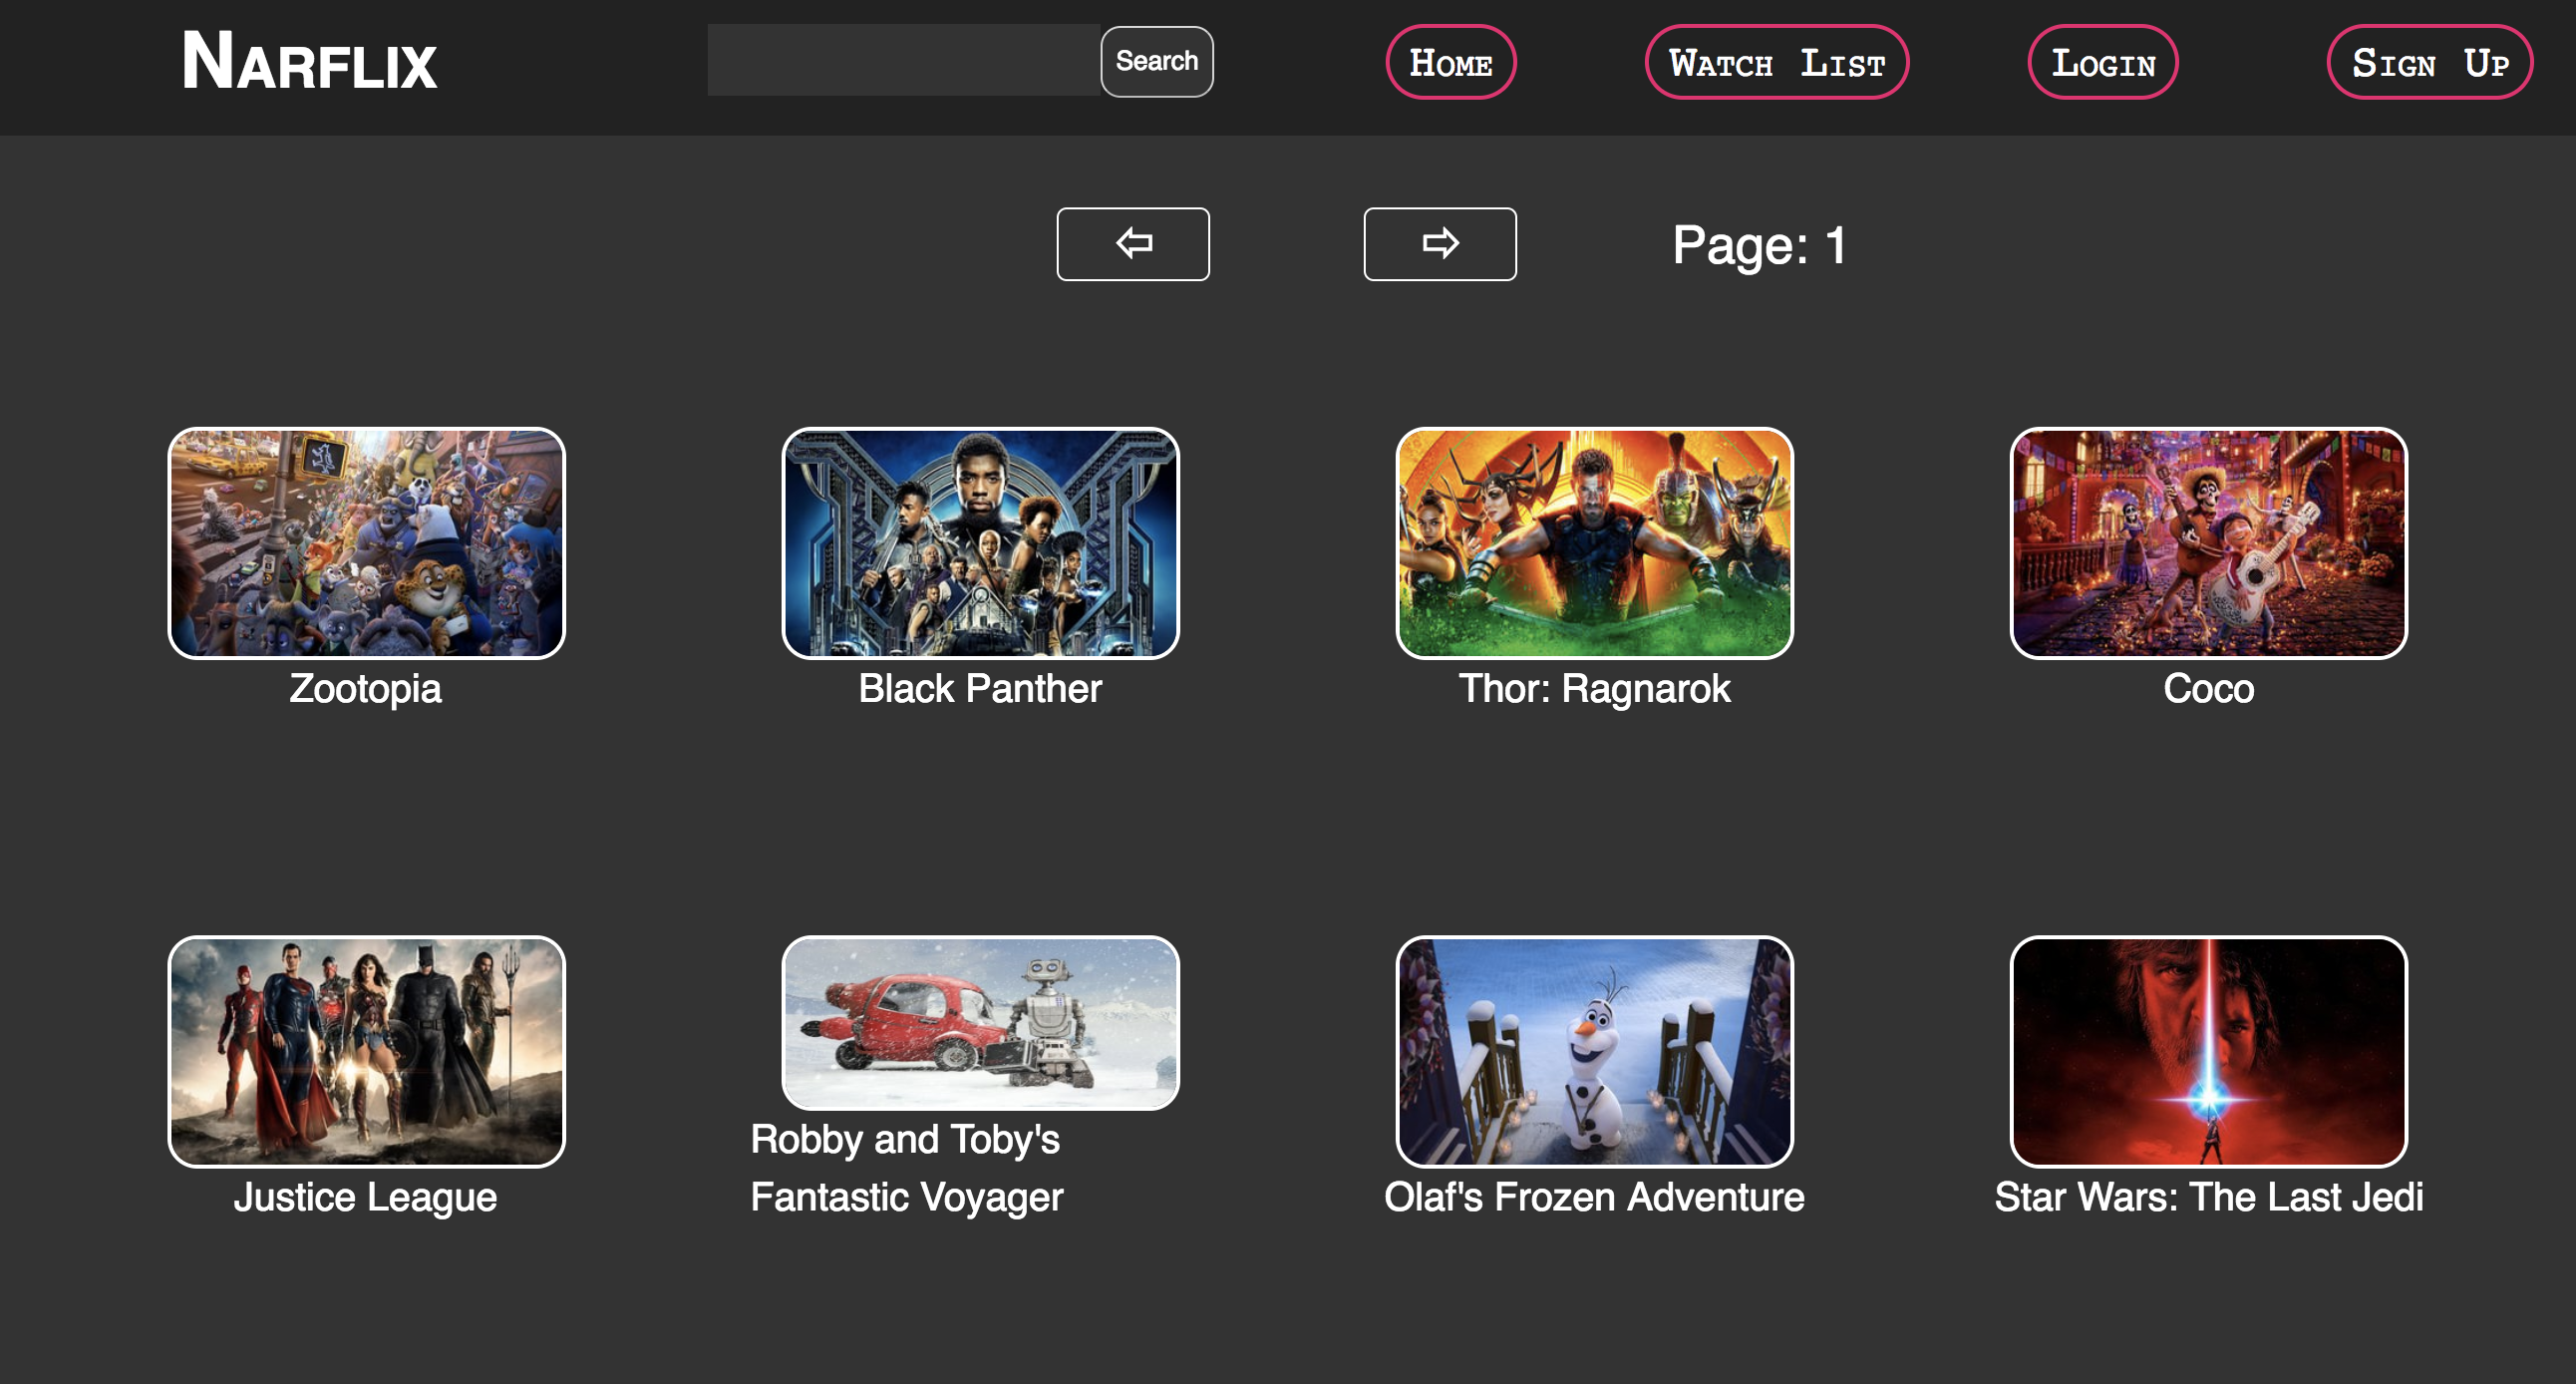 Narflix
Search
Home
Watch List
Login
Sign Up
⇦
⇨
Page: 1
Zootopia
Black Panther
Thor: Ragnarok
Coco
Justice League
Robby and Toby's
Fantastic Voyager
Olaf's Frozen Adventure
Star Wars: The Last Jedi